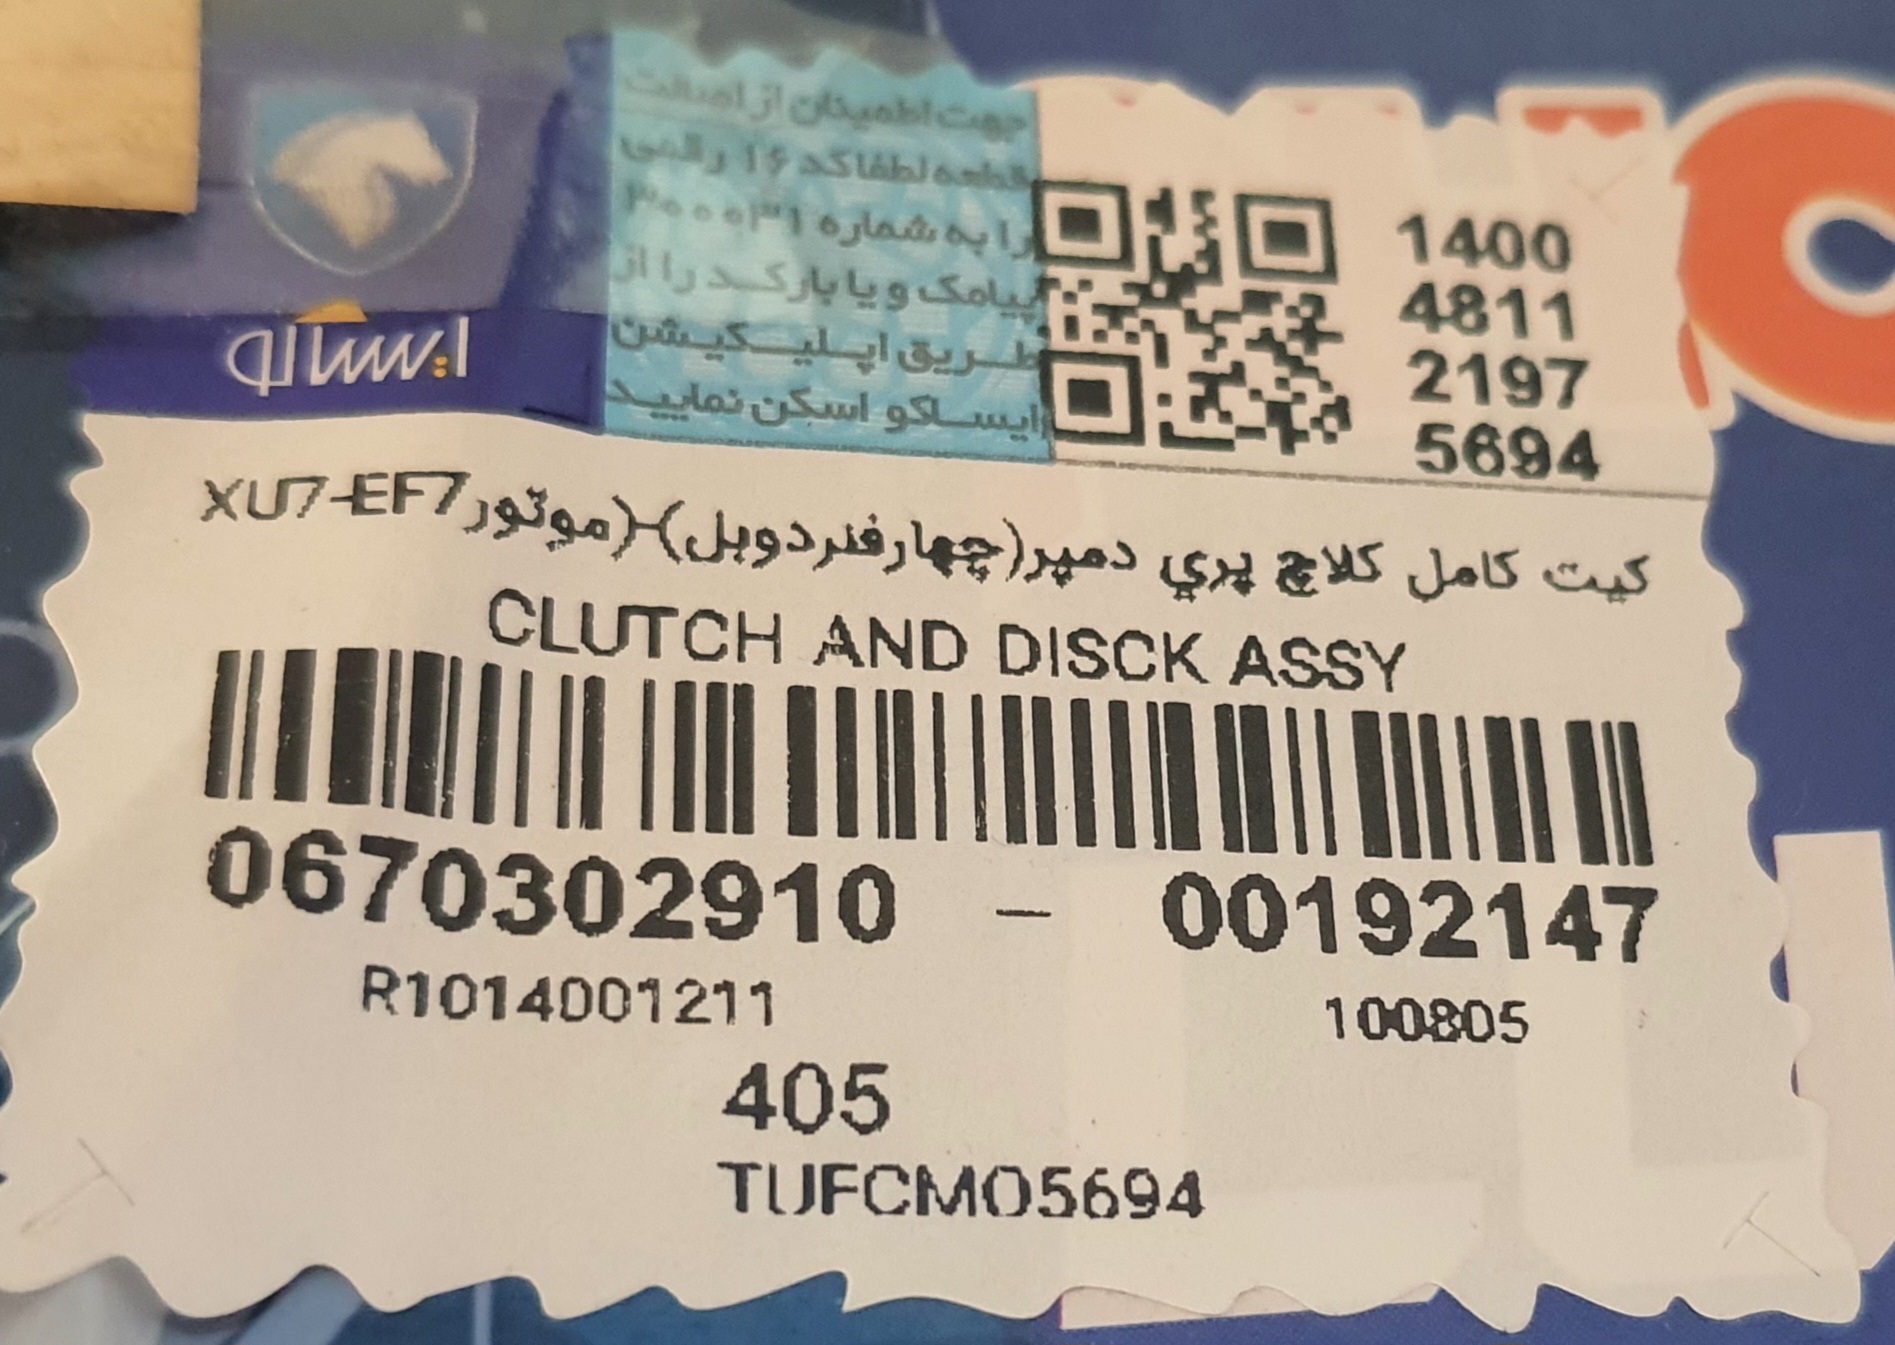 ایساکو
جهت اطمینان از اصالت
قطعه لطفا کد ۱۶ رقمی
را به شماره ۳۰۰۰۳۱
پیامک و یا بارکد را از
طریق اپلیکیشن
ایساکو اسکن نمایید
1400
4811
2197
5694
کیت کامل کلاچ پري دمپر(چهارفنردوبل)-(موتورXU7-EF7
CLUTCH AND DISCK ASSY
0670302910 – 00192147
R1014001211 100805
405
TUFCMO5694